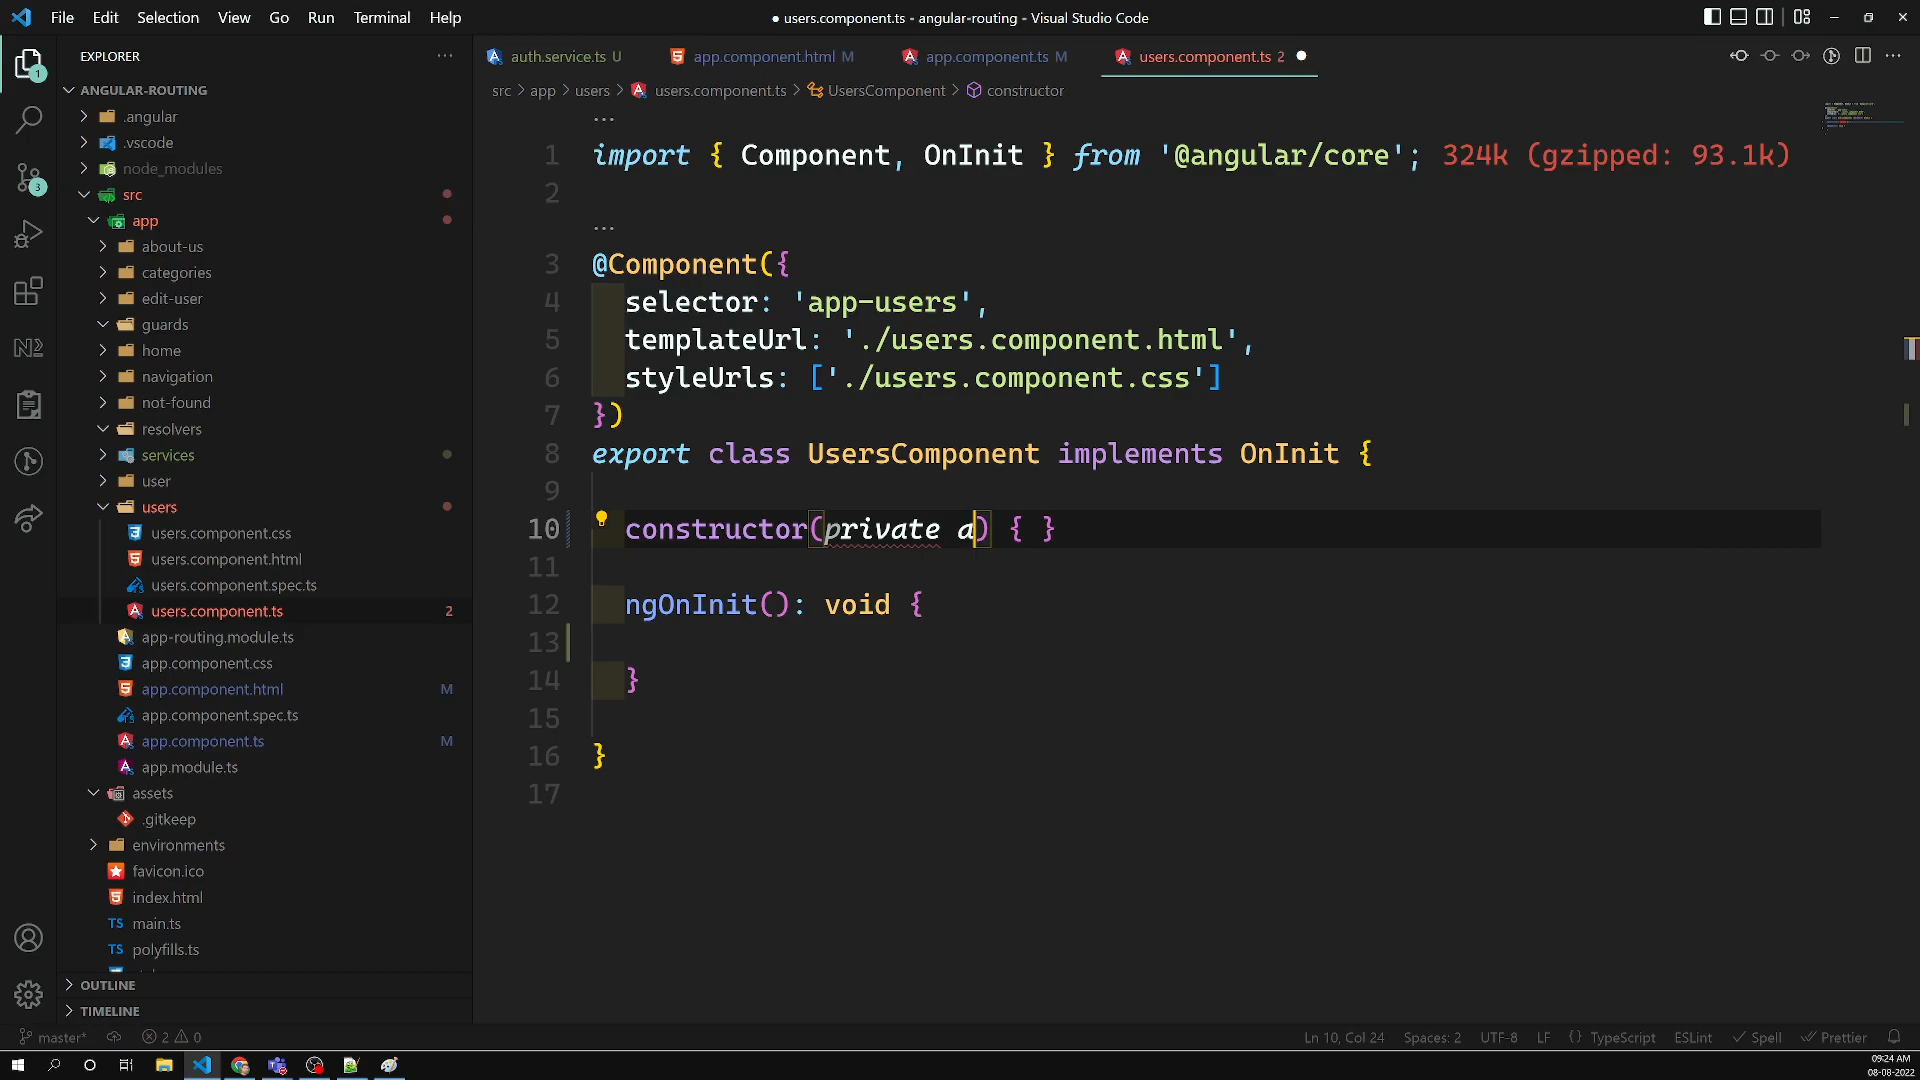 File Edit Selection View Go Run Terminal Help
● users.component.ts - angular-routing - Visual Studio Code
EXPLORER
ANGULAR-ROUTING
.angular
.vscode
node_modules
src
app
about-us
categories
edit-user
guards
home
navigation
not-found
resolvers
services
user
users
users.component.css
users.component.html
users.component.spec.ts
users.component.ts 2
app-routing.module.ts
app.component.css
app.component.html M
app.component.spec.ts
app.component.ts M
app.module.ts
assets
.gitkeep
environments
favicon.ico
index.html
TS main.ts
TS polyfills.ts
OUTLINE
TIMELINE
1
3
auth.service.ts U
app.component.html M
app.component.ts M
users.component.ts 2
src > app > users > users.component.ts > UsersComponent > constructor
...
1 import { Component, OnInit } from '@angular/core'; 324k (gzipped: 93.1k)
2
...
3 @Component({
4 selector: 'app-users',
5 templateUrl: './users.component.html',
6 styleUrls: ['./users.component.css']
7 })
8 export class UsersComponent implements OnInit {
9
10 constructor(private a) { }
11
12 ngOnInit(): void {
13
14 }
15
16 }
17
master* 2 0
Ln 10, Col 24 Spaces: 2 UTF-8 LF {} TypeScript ESLint Spell Prettier
09:24 AM
08-08-2022